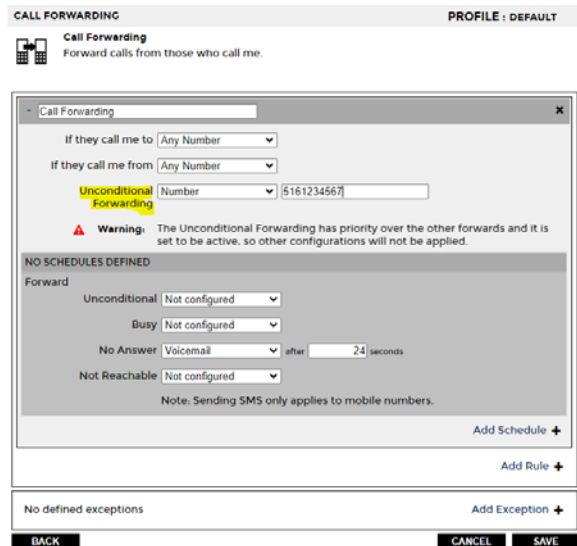 CALL FORWARDING PROFILE : DEFAULT
Call Forwarding
Forward calls from those who call me.
- Call Forwarding x
If they call me to Any Number
If they call me from Any Number
Unconditional Number 5161234567
Forwarding
Warning: The Unconditional Forwarding has priority over the other forwards and it is
set to be active, so other configurations will not be applied.
NO SCHEDULES DEFINED
Forward
Unconditional Not configured
Busy Not configured
No Answer Voicemail after 24 seconds
Not Reachable Not configured
Note: Sending SMS only applies to mobile numbers.
Add Schedule +
Add Rule +
No defined exceptions Add Exception +
BACK CANCEL SAVE